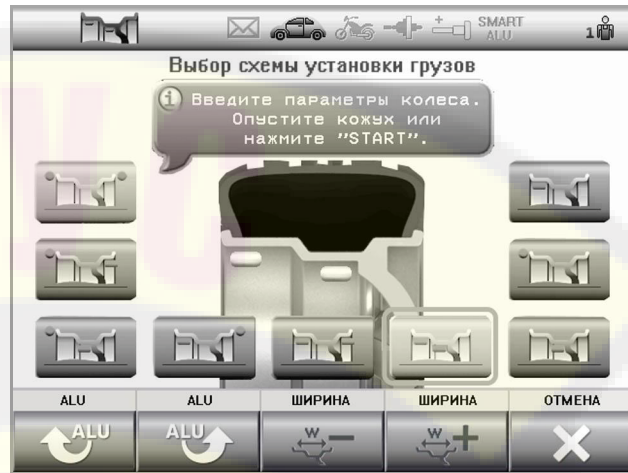 SMART
ALU
1
Выбор схемы установки грузов
i
Введите параметры колеса.
Опустите кожух или
нажмите "START".
ALU
ALU
ШИРИНА
ШИРИНА
ОТМЕНА
ALU
ALU
W
W